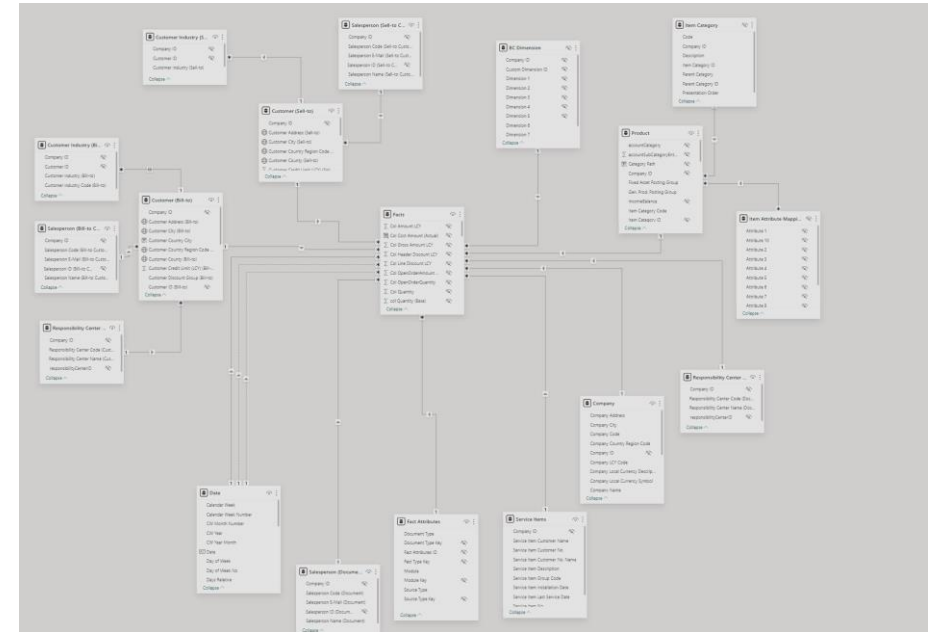 Customer Industry (S...
Company ID
Customer ID
Customer Industry (Sell-to)
Collapse
Salesperson (Sell-to C...
Company ID
Salesperson Code (Sell-to Custo...
Salesperson E-Mail (Sell-to Cust...
Salesperson ID (Sell-to C...
Salesperson Name (Sell-to Custo...
Collapse
BC Dimension
Company ID
Custom Dimension ID
Dimension 1
Dimension 2
Dimension 3
Dimension 4
Dimension 5
Dimension 6
Dimension 7
Collapse
Item Category
Code
Company ID
Description
Item Category ID
Parent Category
Parent Category ID
Presentation Order
Collapse
Customer (Sell-to)
Company ID
Customer Address (Sell-to)
Customer City (Sell-to)
Customer Country Region Code...
Customer County (Sell-to)
Collapse
Product
accountCategory
Category Path
Company ID
Fixed Asset Posting Group
Gen. Prod. Posting Group
IncomeBalance
Item Category Code
Item Category ID
Collapse
Customer Industry (Bi...
Company ID
Customer ID
Customer Industry (Bill-to)
Customer Industry Code (Bill-to)
Collapse
Customer (Bill-to)
Company ID
Customer Address (Bill-to)
Customer City (Bill-to)
Customer Country City
Customer Country Region Code ...
Customer County (Bill-to)
Customer Credit Limit (LCY) (Bill-...
Customer Discount Group (Bill-to)
Customer ID (Bill-to)
Collapse
Salesperson (Bill-to C...
Company ID
Salesperson Code (Bill-to Custo...
Salesperson E-Mail (Bill-to Custo...
Salesperson ID (Bill-to C...
Salesperson Name (Bill-to Custo...
Collapse
Facts
Col Amount LCY
Col Cost Amount (Actual)
Col Gross Amount LCY
Col Header Discount LCY
Col Line Discount LCY
Col OpenOrderAmoun...
Col OpenOrderQuantity
Col Quantity
col Quantity (Base)
Collapse
Item Attribute Mappi...
Attribute 1
Attribute 10
Attribute 2
Attribute 3
Attribute 4
Attribute 5
Attribute 6
Attribute 7
Attribute 8
Collapse
Responsibility Center ...
Company ID
Responsibility Center Code (Cus...
Responsibility Center Name (Cus...
responsibilityCenterID
Collapse
Responsibility Center ...
Company ID
Responsibility Center Code (Doc...
Responsibility Center Name (Doc...
responsibilityCenterID
Collapse
Company
Company Address
Company City
Company Code
Company Country Region Code
Company ID
Company LCY Code
Company Local Currency Descrip...
Company Local Currency Symbol
Company Name
Collapse
Date
Calendar Week
Calendar Week Number
CW Month Number
CW Year
CW Year Month
Date
Day of Week
Day of Week No
Days Relative
Collapse
Fact Attributes
Document Type
Document Type Key
Fact Attributes ID
Fact Type Key
Module
Module Key
Source Type
Source Type Key
Collapse
Service Items
Company ID
Service Item Customer Name
Service Item Customer No.
Service Item Customer No. Name
Service Item Description
Service Item Group Code
Service Item Installation Date
Service Item Last Service Date
Collapse
Salesperson (Docume...
Company ID
Salesperson Code (Document)
Salesperson E-Mail (Document)
Salesperson ID (Docum...
Salesperson Name (Document)
Collapse